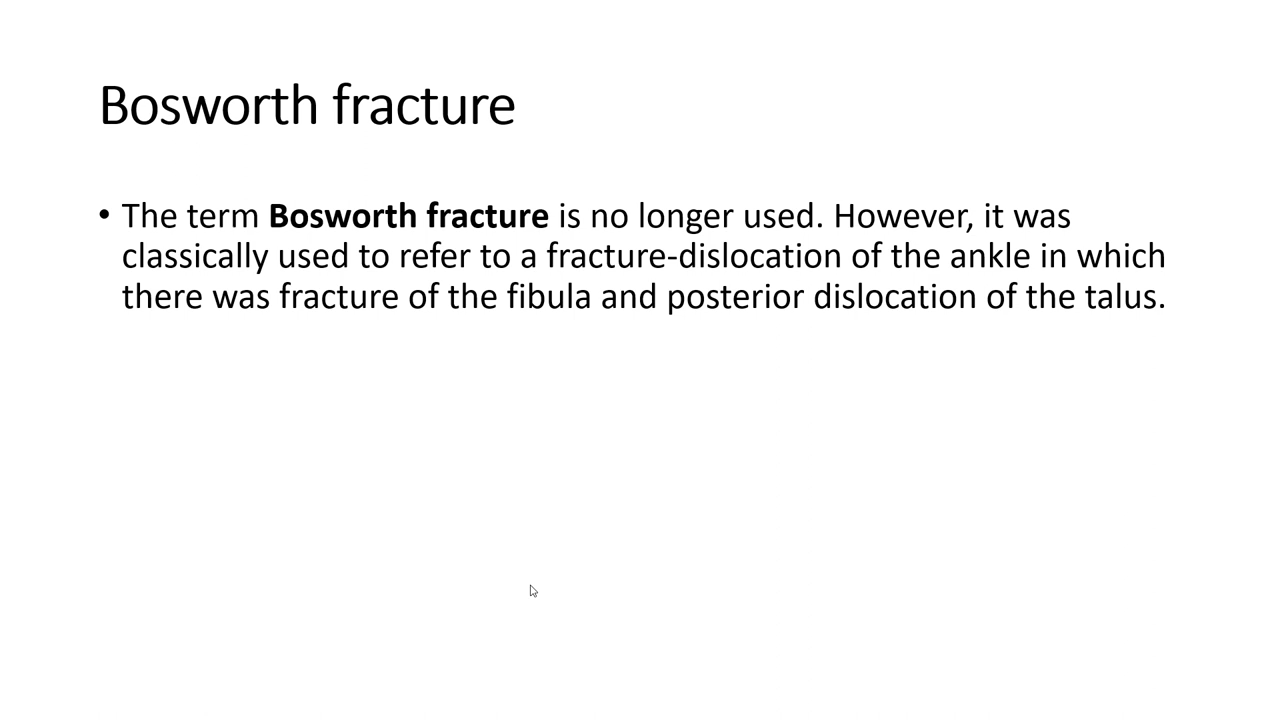 Bosworth fracture
• The term Bosworth fracture is no longer used. However, it was
classically used to refer to a fracture-dislocation of the ankle in which
there was fracture of the fibula and posterior dislocation of the talus.